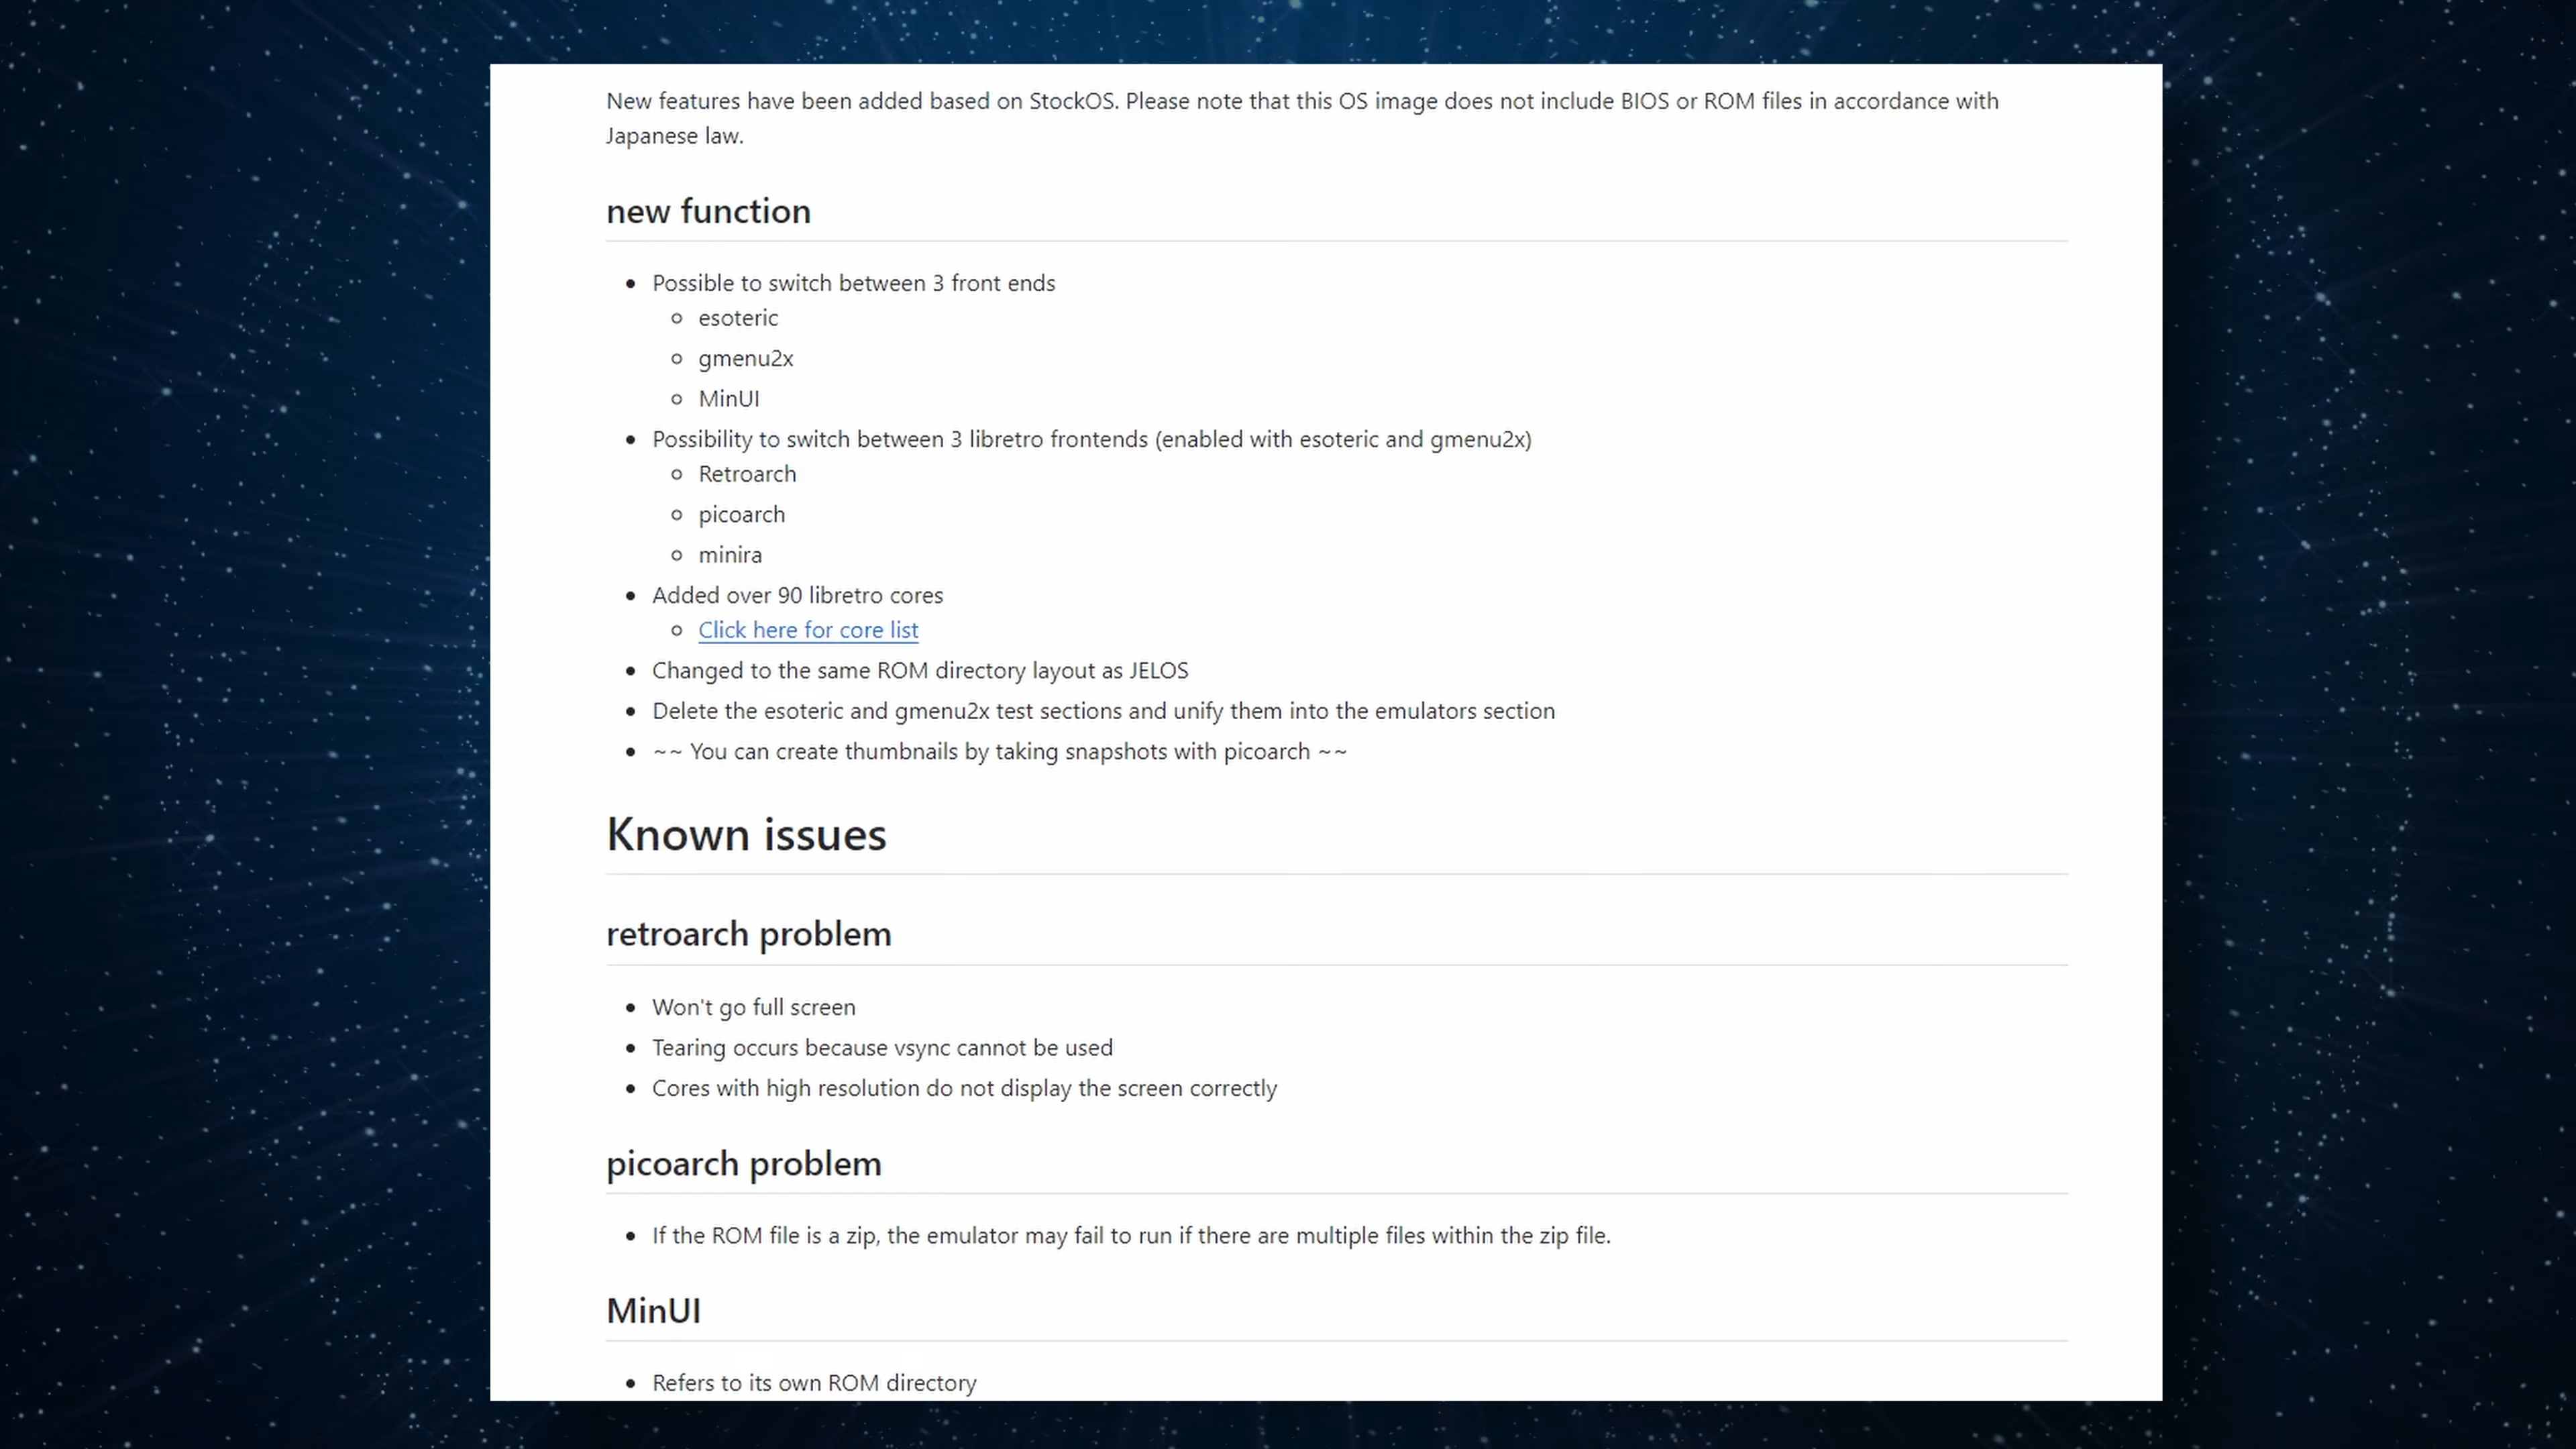 New features have been added based on StockOS. Please note that this OS image does not include BIOS or ROM files in accordance with
Japanese law.
new function
Possible to switch between 3 front ends
esoteric
gmenu2x
MinUI
Possibility to switch between 3 libretro frontends (enabled with esoteric and gmenu2x)
Retroarch
picoarch
minira
Added over 90 libretro cores
Click here for core list
Changed to the same ROM directory layout as JELOS
Delete the esoteric and gmenu2x test sections and unify them into the emulators section
~~ You can create thumbnails by taking snapshots with picoarch ~~
Known issues
retroarch problem
Won't go full screen
Tearing occurs because vsync cannot be used
Cores with high resolution do not display the screen correctly
picoarch problem
If the ROM file is a zip, the emulator may fail to run if there are multiple files within the zip file.
MinUI
Refers to its own ROM directory